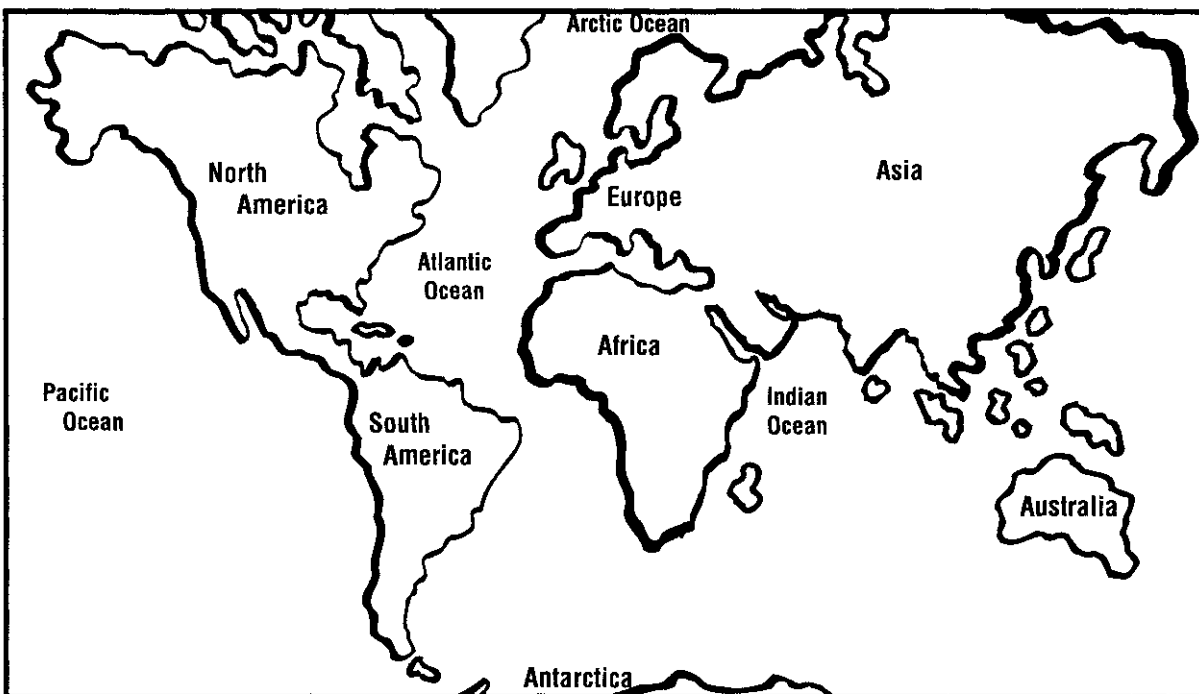 Arctic Ocean
North
America
Europe
Asia
Atlantic
Ocean
Africa
Pacific
Ocean
South
America
Indian
Ocean
Australia
Antarctica